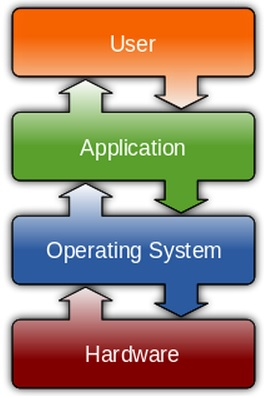 User
Application
Operating System
Hardware